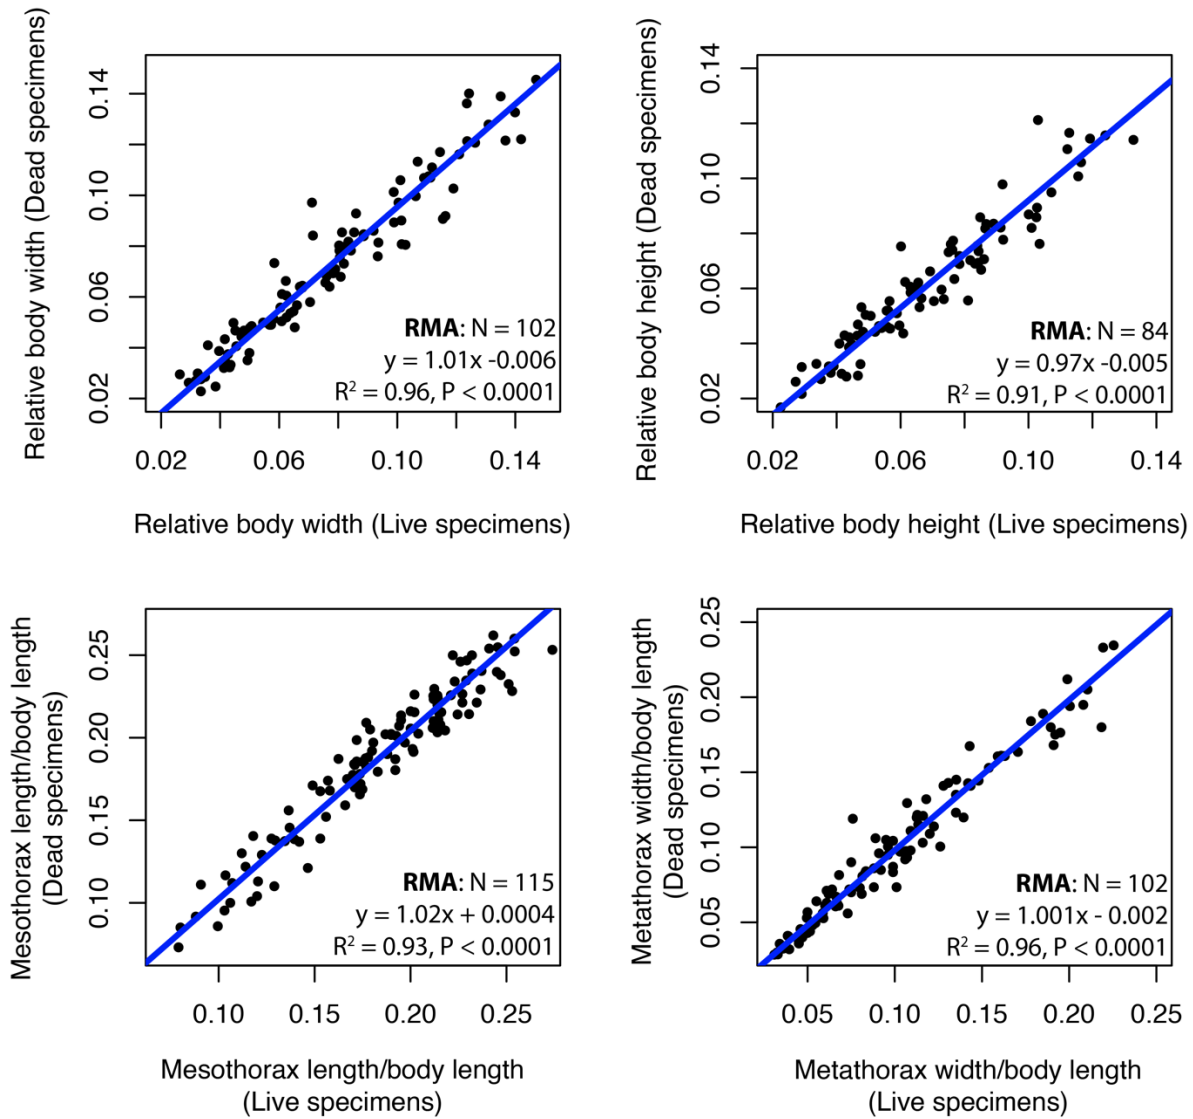 Relative body width (Dead specimens)
0.14
0.10
0.06
0.02
RMA: N = 102
y = 1.01x -0.006
R² = 0.96, P < 0.0001
0.02 0.06 0.10 0.14
Relative body width (Live specimens)
Relative body height (Dead specimens)
0.14
0.10
0.06
0.02
RMA: N = 84
y = 0.97x -0.005
R² = 0.91, P < 0.0001
0.02 0.06 0.10 0.14
Relative body height (Live specimens)
Mesothorax length/body length
(Dead specimens)
0.25
0.20
0.15
0.10
RMA: N = 115
y = 1.02x + 0.0004
R² = 0.93, P < 0.0001
0.10 0.15 0.20 0.25
Mesothorax length/body length
(Live specimens)
Metathorax width/body length
(Dead specimens)
0.25
0.20
0.15
0.10
0.05
RMA: N = 102
y = 1.001x - 0.002
R² = 0.96, P < 0.0001
0.05 0.10 0.15 0.20 0.25
Metathorax width/body length
(Live specimens)